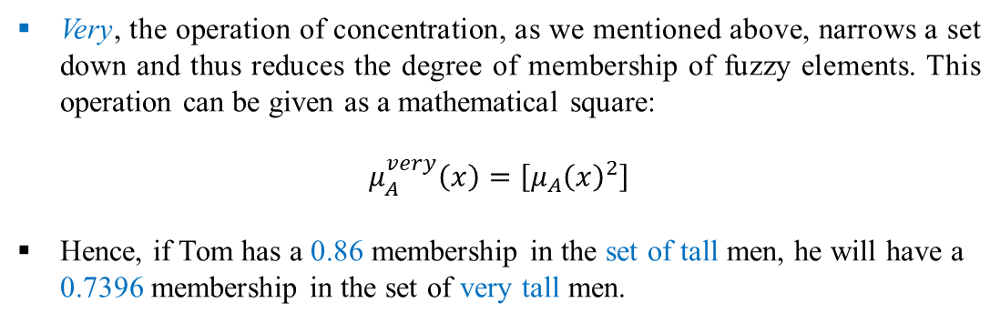 ▪ Very, the operation of concentration, as we mentioned above, narrows a set
down and thus reduces the degree of membership of fuzzy elements. This
operation can be given as a mathematical square:
μ_A^very(x) = [μ_A(x)²]
▪ Hence, if Tom has a 0.86 membership in the set of tall men, he will have a
0.7396 membership in the set of very tall men.